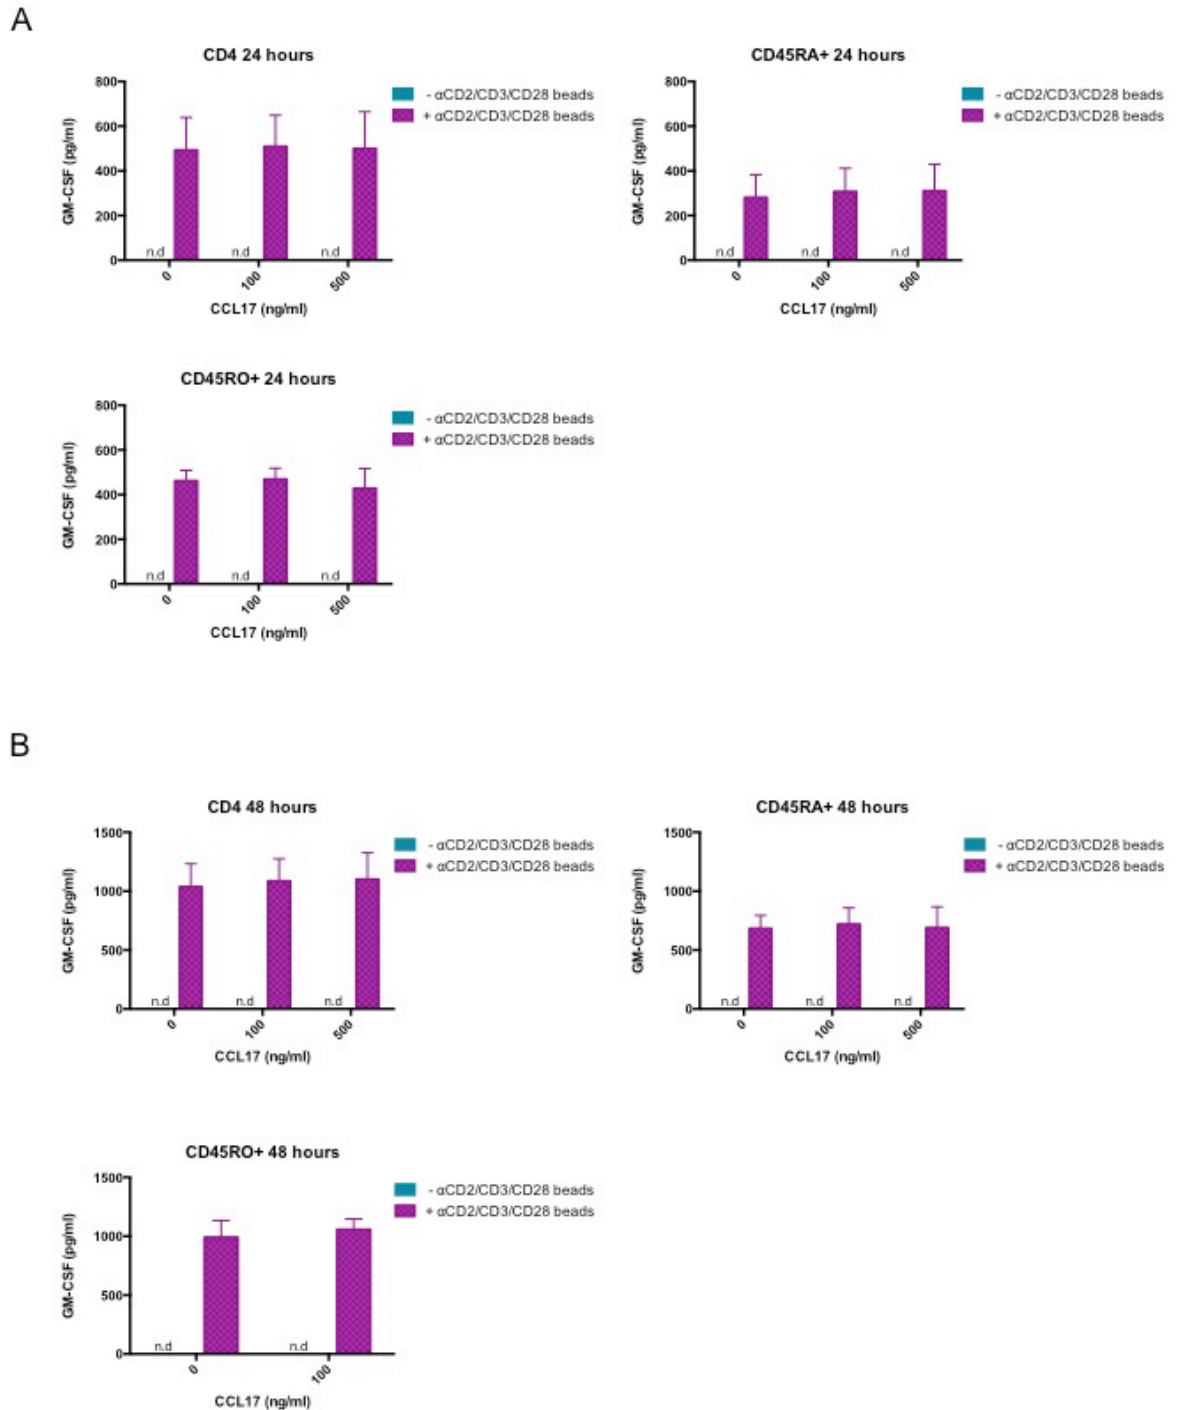 A
CD4 24 hours
800
600
400
200
0
GM-CSF (pg/ml)
n.d
n.d
n.d
0
100
500
CCL17 (ng/ml)
- αCD2/CD3/CD28 beads
+ αCD2/CD3/CD28 beads
CD45RA+ 24 hours
800
600
400
200
0
GM-CSF (pg/ml)
n.d
n.d
n.d
0
100
500
CCL17 (ng/ml)
- αCD2/CD3/CD28 beads
+ αCD2/CD3/CD28 beads
CD45RO+ 24 hours
800
600
400
200
0
GM-CSF (pg/ml)
n.d
n.d
n.d
0
100
500
CCL17 (ng/ml)
- αCD2/CD3/CD28 beads
+ αCD2/CD3/CD28 beads
B
CD4 48 hours
1500
1000
500
0
GM-CSF (pg/ml)
n.d
n.d
n.d
0
100
500
CCL17 (ng/ml)
- αCD2/CD3/CD28 beads
+ αCD2/CD3/CD28 beads
CD45RA+ 48 hours
1500
1000
500
0
GM-CSF (pg/ml)
n.d
n.d
n.d
0
100
500
CCL17 (ng/ml)
- αCD2/CD3/CD28 beads
+ αCD2/CD3/CD28 beads
CD45RO+ 48 hours
1500
1000
500
0
GM-CSF (pg/ml)
n.d
n.d
0
100
CCL17 (ng/ml)
- αCD2/CD3/CD28 beads
+ αCD2/CD3/CD28 beads